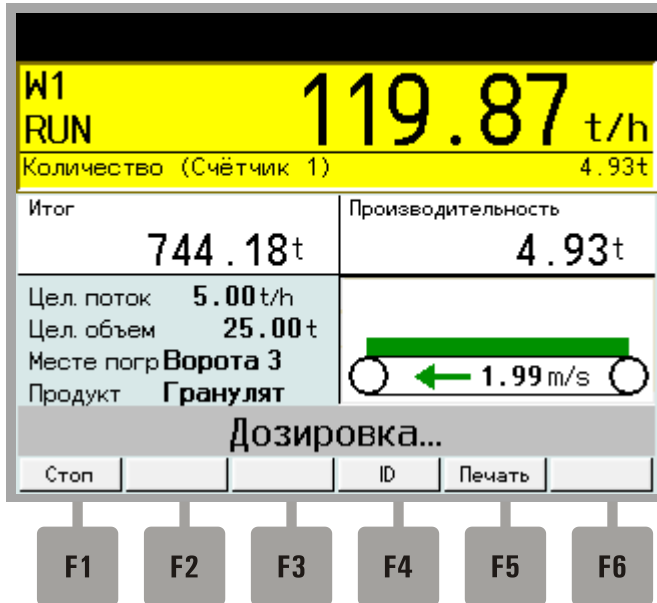 W1
RUN
119.87 t/h
Количество (Счётчик 1) 4.93t
Итог
744.18t
Производительность
4.93t
Цел. поток 5.00t/h
Цел. объем 25.00t
Месте погр Ворота 3
Продукт Гранулят
1.99 m/s
Дозировка...
Стоп ID Печать
F1 F2 F3 F4 F5 F6